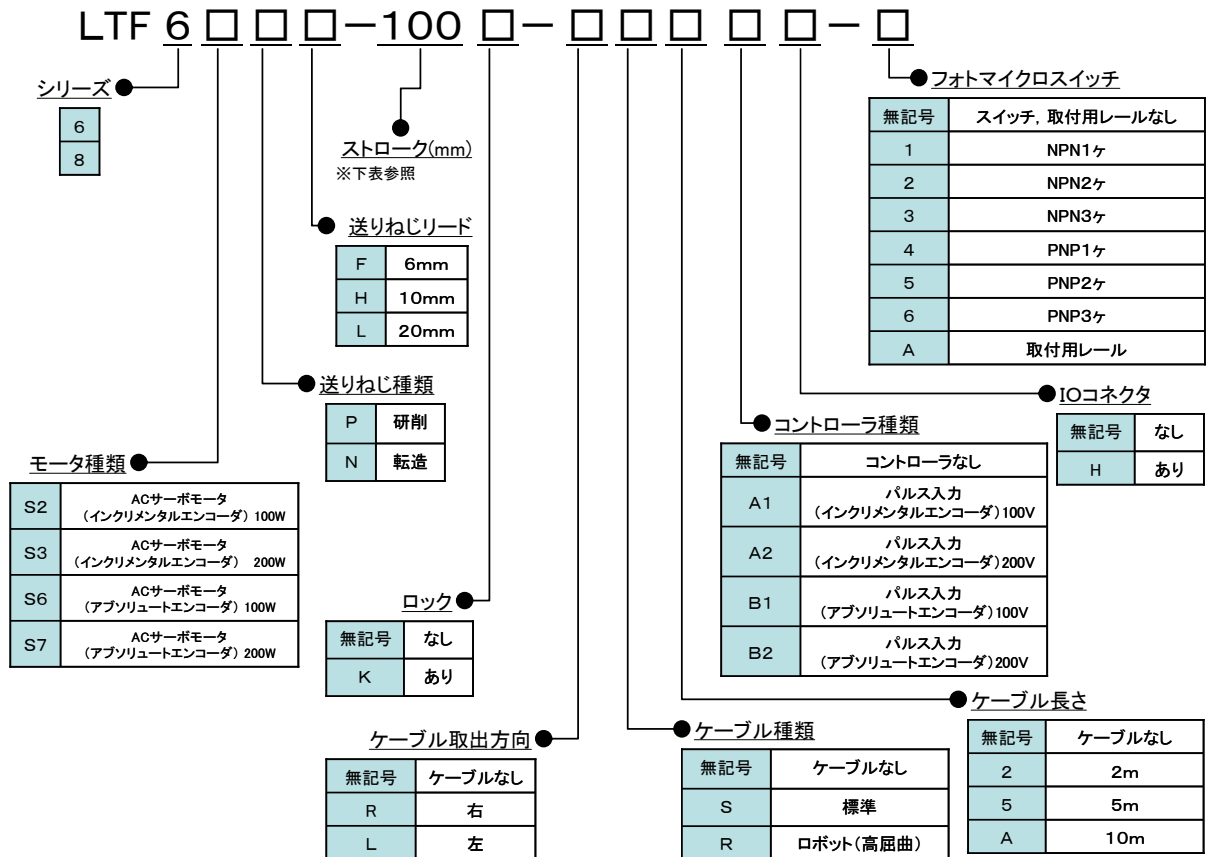 LTF 6 □ □ □ － 100 □ － □ □ □ □ □ － □
シリーズ
6
8
ストローク(mm)
※下表参照
フォトマイクロスイッチ
無記号 スイッチ, 取付用レールなし
1 NPN1ヶ
2 NPN2ヶ
3 NPN3ヶ
4 PNP1ヶ
5 PNP2ヶ
6 PNP3ヶ
A 取付用レール
送りねじリード
F 6mm
H 10mm
L 20mm
送りねじ種類
P 研削
N 転造
IOコネクタ
無記号 なし
H あり
コントローラ種類
無記号 コントローラなし
A1 パルス入力
（インクリメンタルエンコーダ）100V
A2 パルス入力
（インクリメンタルエンコーダ）200V
B1 パルス入力
（アブソリュートエンコーダ）100V
B2 パルス入力
（アブソリュートエンコーダ）200V
モータ種類
S2 ACサーボモータ
（インクリメンタルエンコーダ） 100W
S3 ACサーボモータ
（インクリメンタルエンコーダ） 200W
S6 ACサーボモータ
（アブソリュートエンコーダ） 100W
S7 ACサーボモータ
（アブソリュートエンコーダ） 200W
ロック
無記号 なし
K あり
ケーブル取出方向
無記号 ケーブルなし
R 右
L 左
ケーブル種類
無記号 ケーブルなし
S 標準
R ロボット（高屈曲）
ケーブル長さ
無記号 ケーブルなし
2 2m
5 5m
A 10m